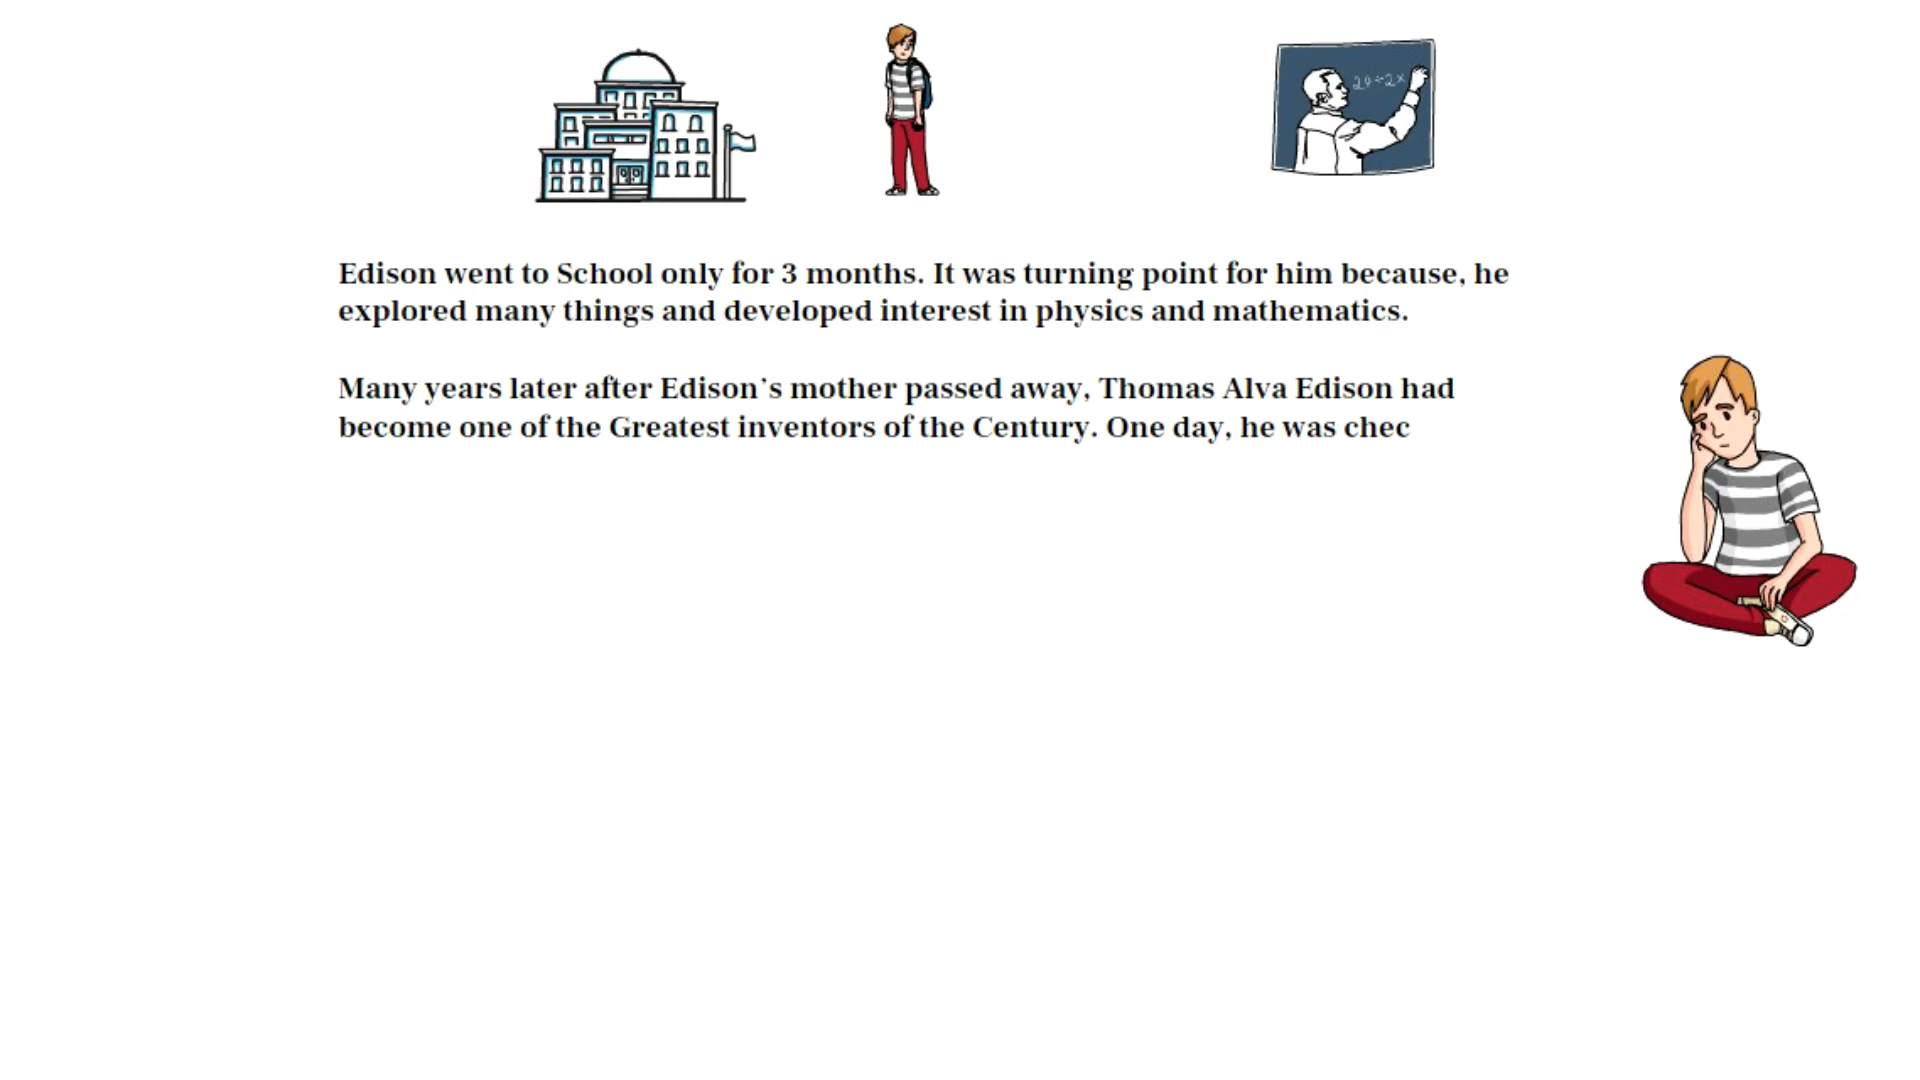 20÷2x
Edison went to School only for 3 months. It was turning point for him because, he
explored many things and developed interest in physics and mathematics.
Many years later after Edison’s mother passed away, Thomas Alva Edison had
become one of the Greatest inventors of the Century. One day, he was chec